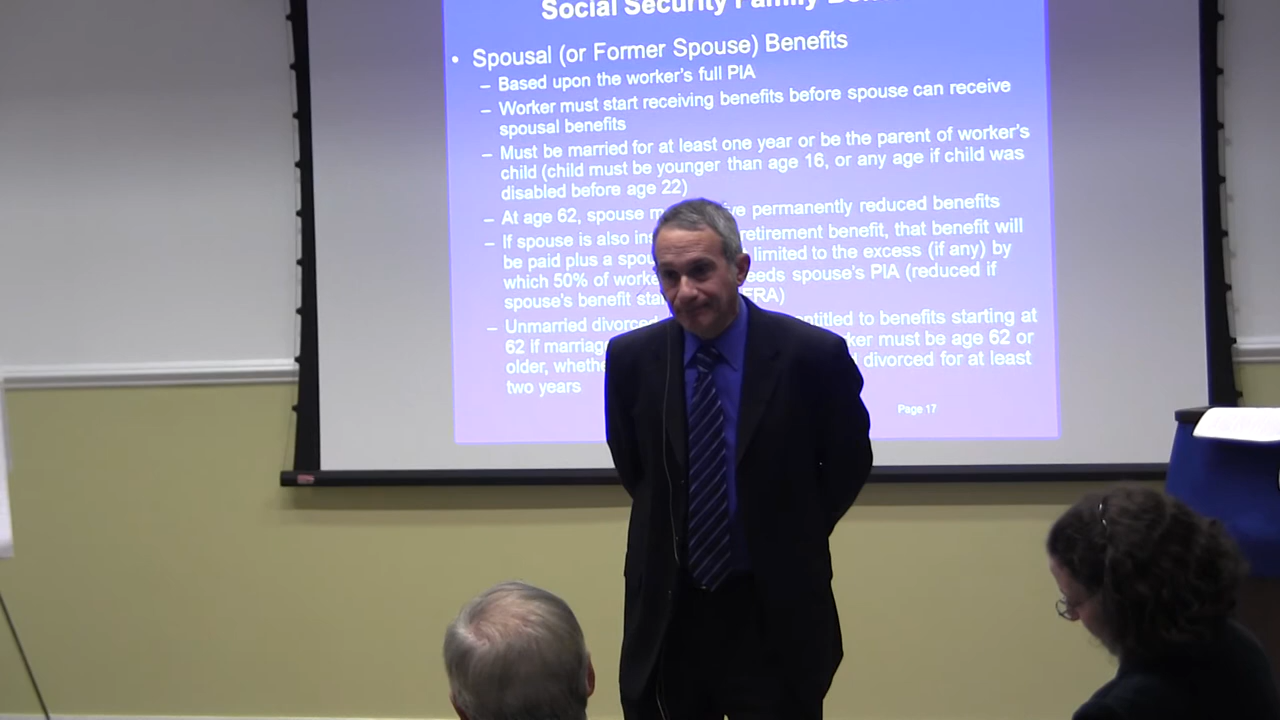 Social Security Family
• Spousal (or Former Spouse) Benefits
– Based upon the worker's full PIA
– Worker must start receiving benefits before spouse can receive
spousal benefits
– Must be married for at least one year or be the parent of worker's
child (child must be younger than age 16, or any age if child was
disabled before age 22)
– At age 62, spouse permanently reduced benefits
– If spouse is also retirement benefit, that benefit will
be paid plus a limited to the excess (if any) by
which 50% of spouse's PIA (reduced if
spouse's benefit FRA)
– Unmarried divorced entitled to benefits starting at
62 If marriage must be age 62 or
older, divorced for at least
two years
Page 17